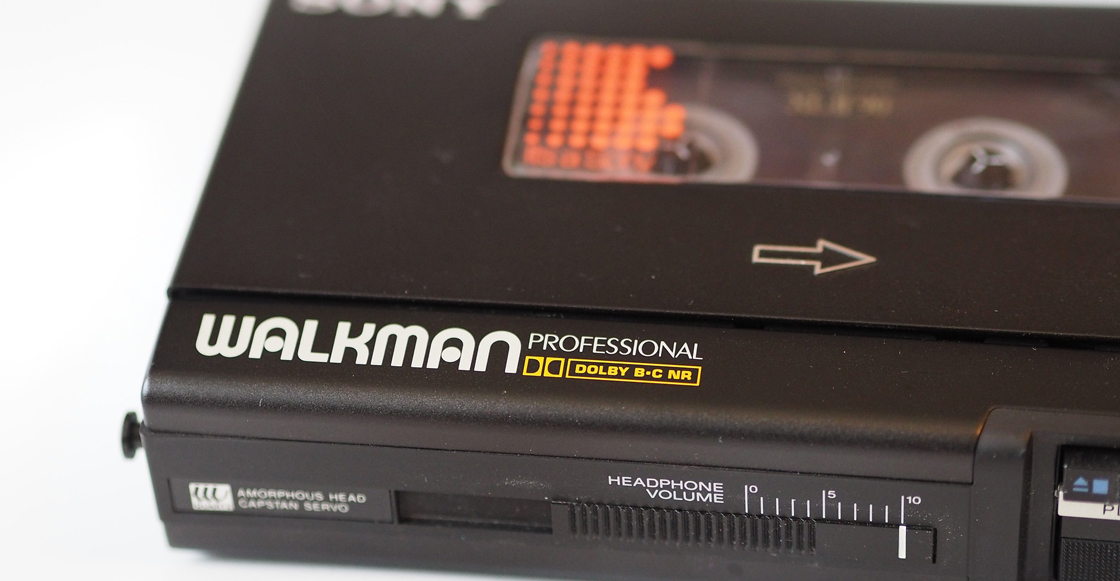 SONY
WALKMAN PROFESSIONAL
DOLBY B·C NR
HEADPHONE
VOLUME
0 5 10
AMORPHOUS HEAD
CAPSTAN SERVO